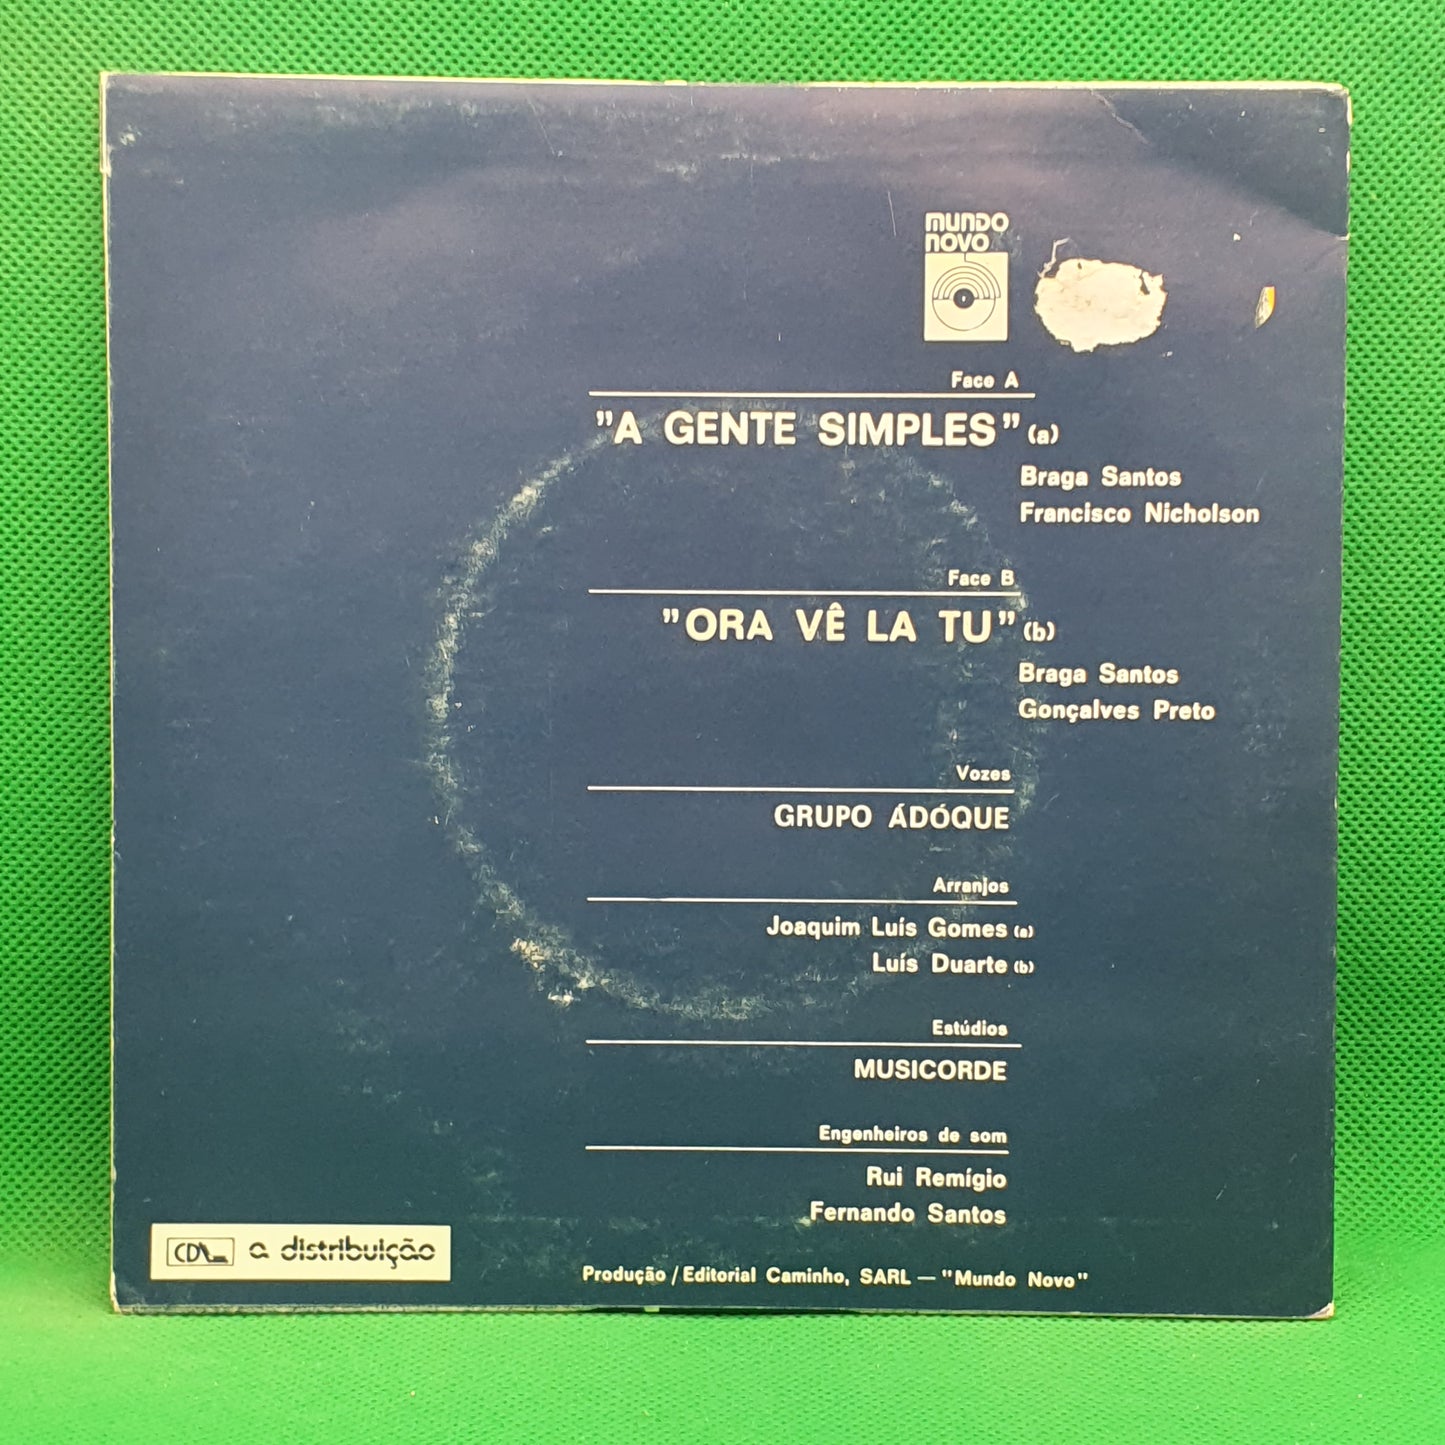 mundo
novo
Face A
"A GENTE SIMPLES" (a)
Braga Santos
Francisco Nicholson
Face B
"ORA VÊ LA TU" (b)
Braga Santos
Gonçalves Preto
Vozes
GRUPO ÁDÓQUE
Arranjos
Joaquim Luís Gomes (a)
Luís Duarte (b)
Estúdios
MUSICORDE
Engenheiros de som
Rui Remígio
Fernando Santos
CDL a distribuição
Produção / Editorial Caminho, SARL — "Mundo Novo"